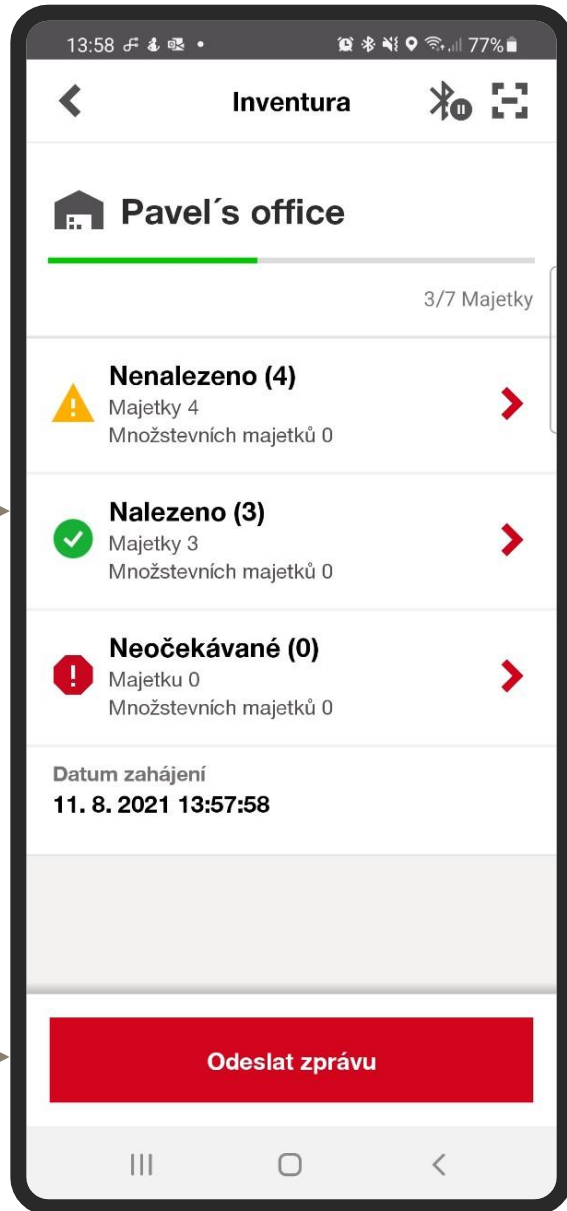 13:58 77%
Inventura
Pavel´s office
3/7 Majetky
Nenalezeno (4)
Majetky 4
Množstevních majetků 0
Nalezeno (3)
Majetky 3
Množstevních majetků 0
Neočekávané (0)
Majetku 0
Množstevních majetků 0
Datum zahájení
11. 8. 2021 13:57:58
Odeslat zprávu